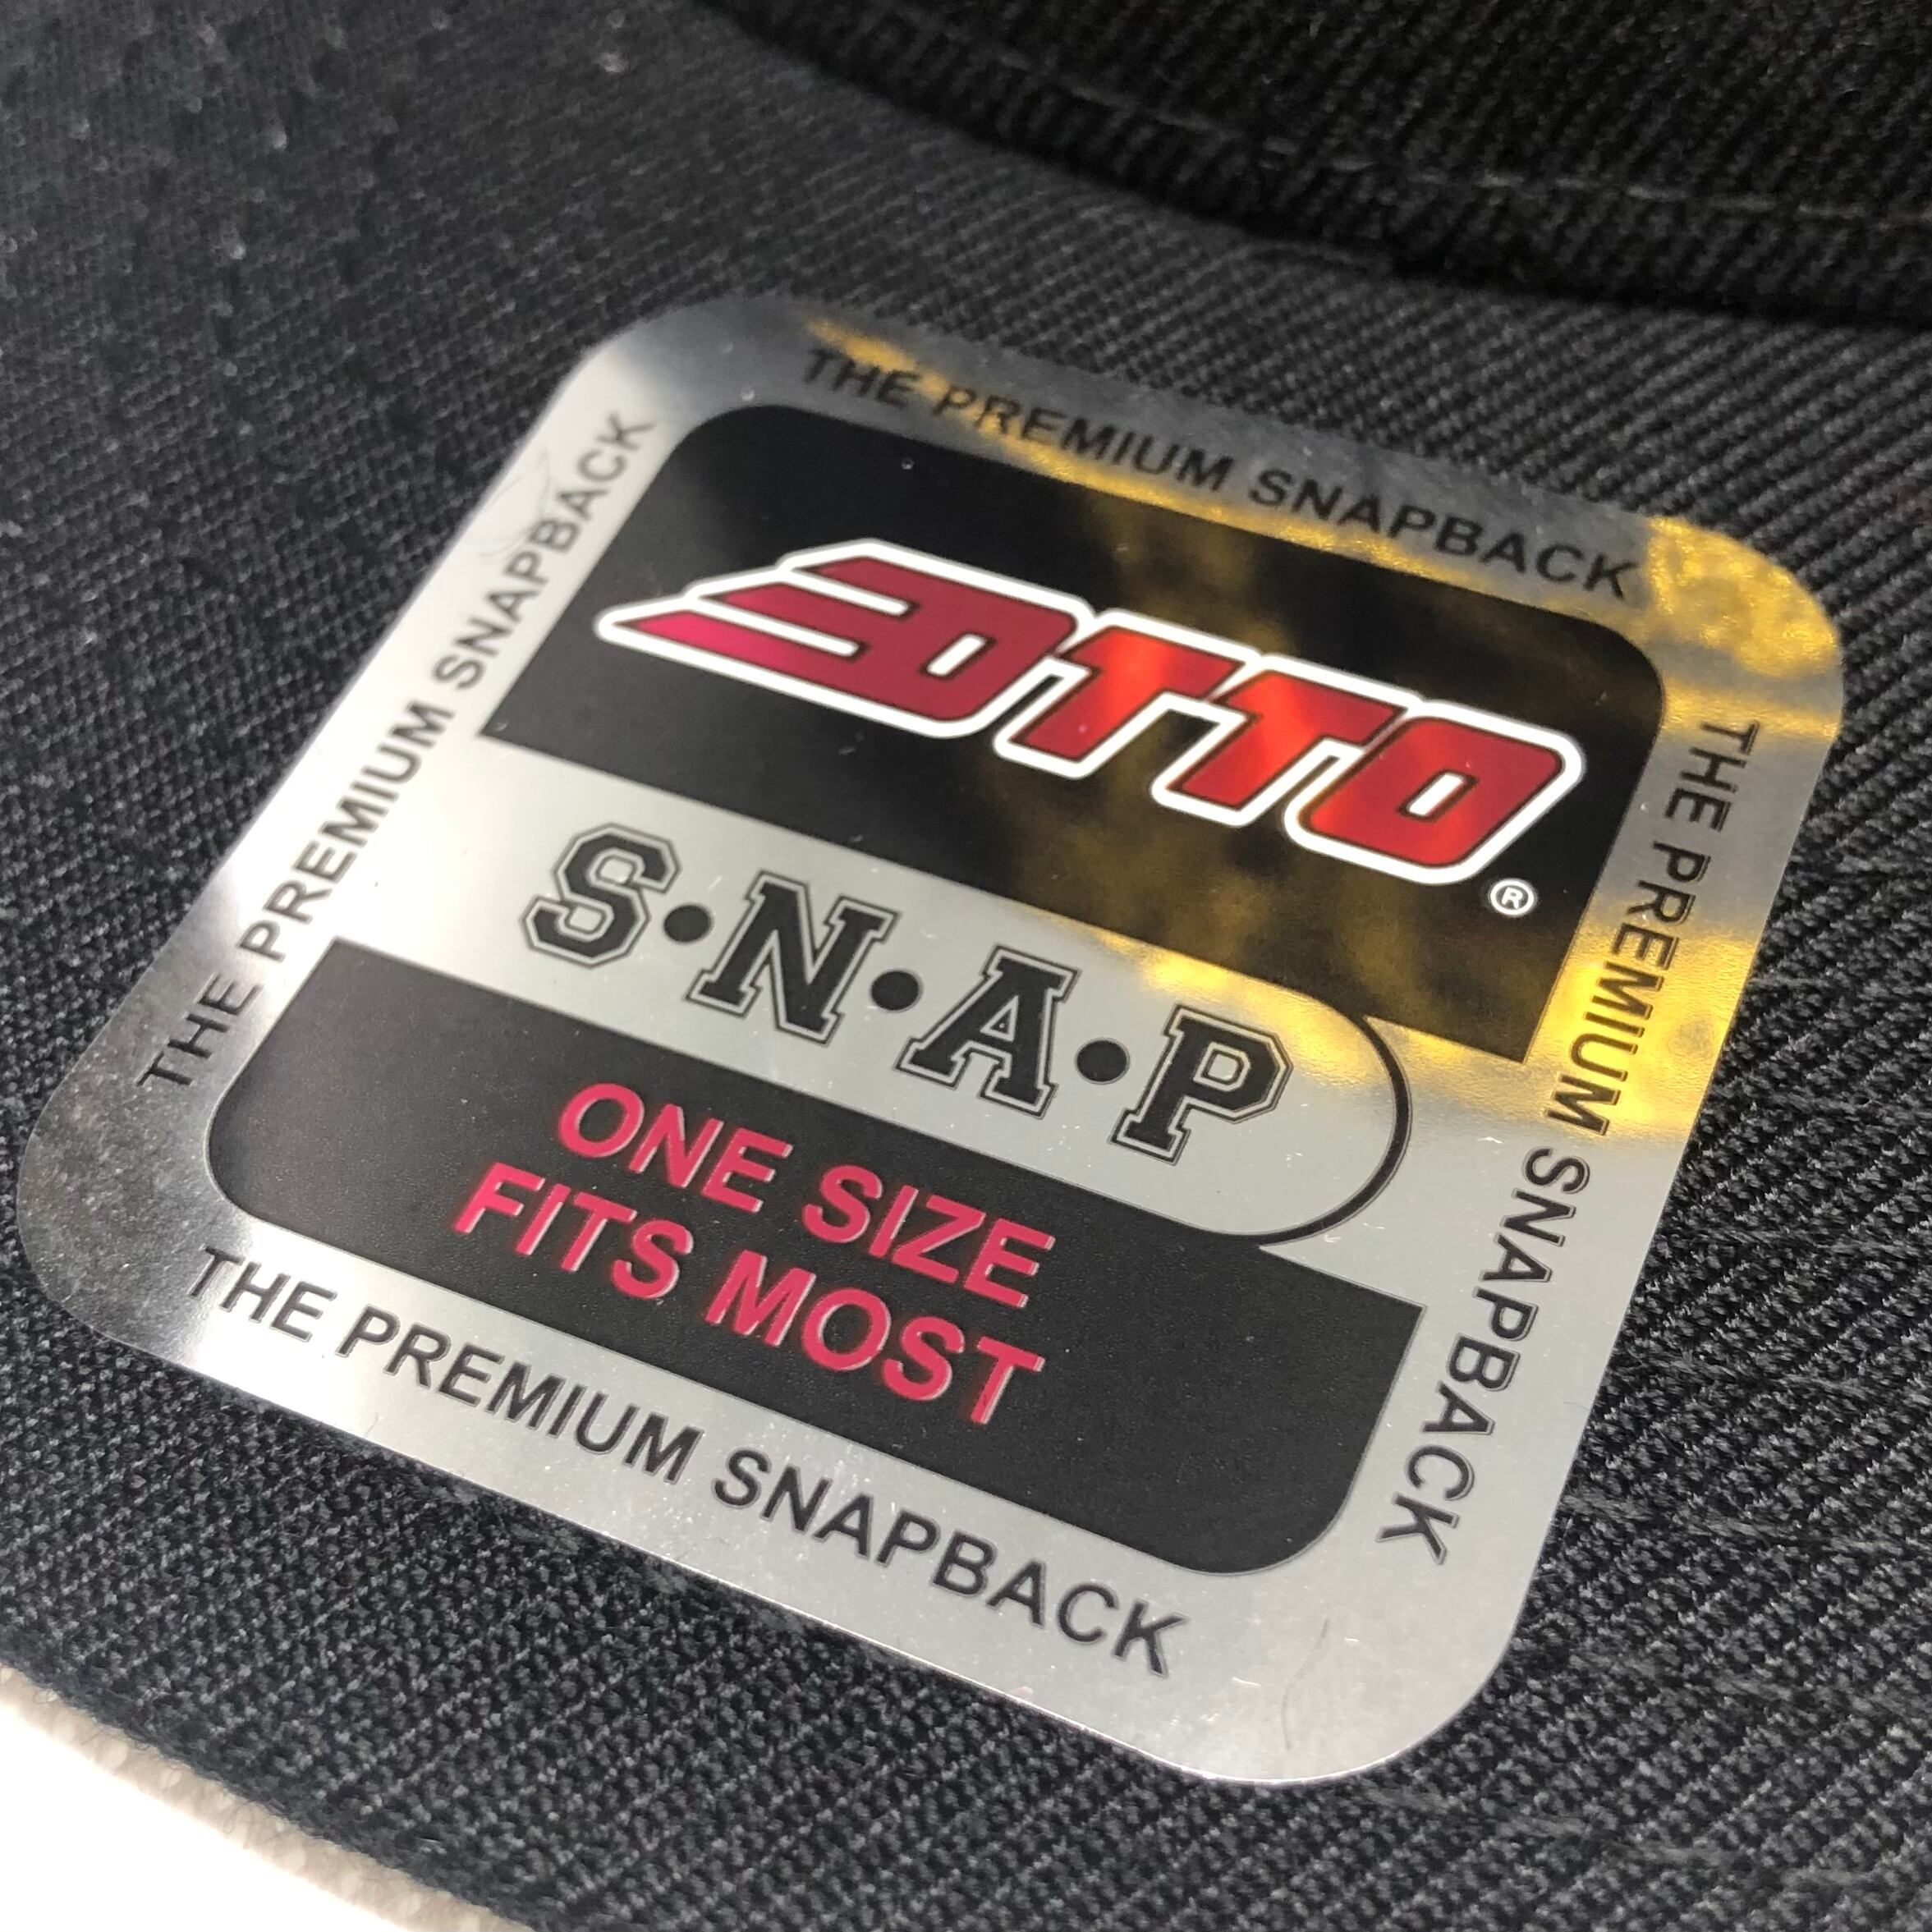 THE PREMIUM SNAPBACK
OTTO®
S•N•A•P
ONE SIZE
FITS MOST
THE PREMIUM SNAPBACK
THE PREMIUM SNAPBACK
THE PREMIUM SNAPBACK